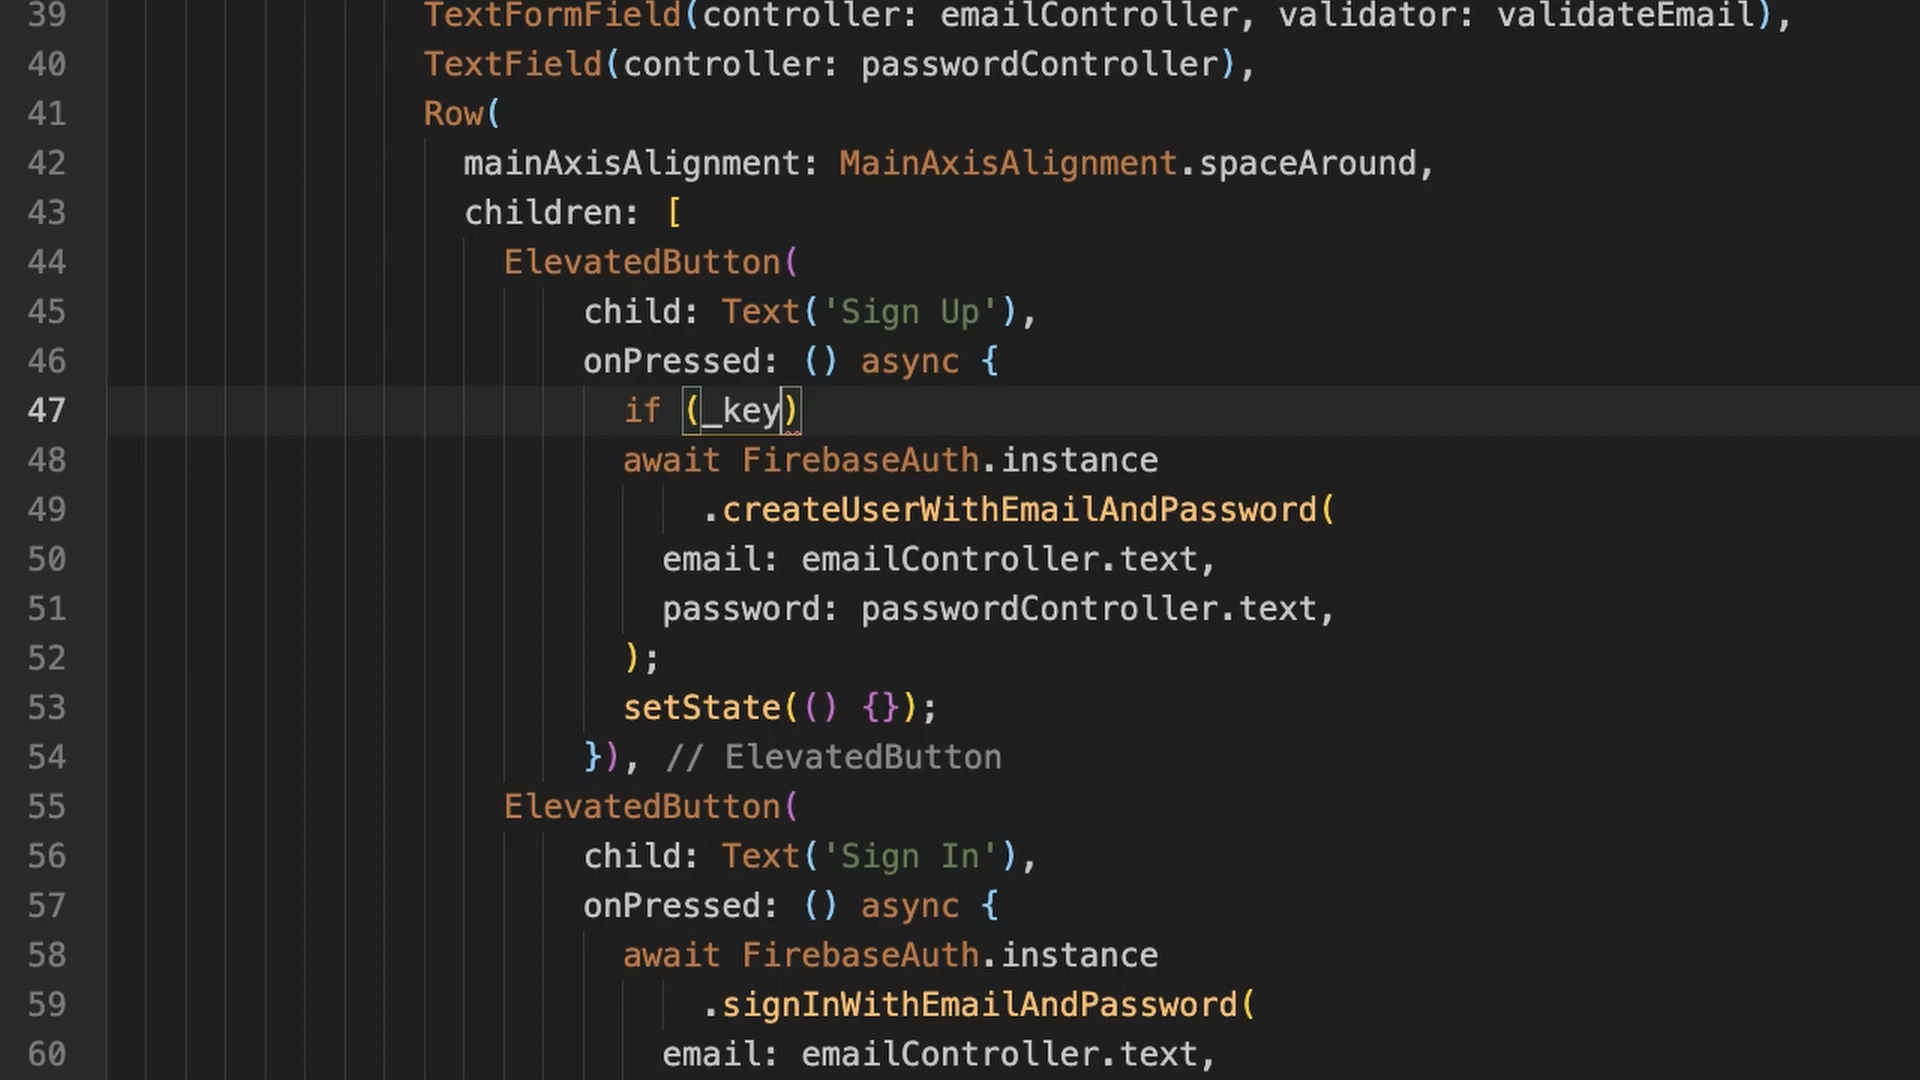 39 TextFormField(controller: emailController, validator: validateEmail),
40 TextField(controller: passwordController),
41 Row(
42 mainAxisAlignment: MainAxisAlignment.spaceAround,
43 children: [
44 ElevatedButton(
45 child: Text('Sign Up'),
46 onPressed: () async {
47 if (_key)
48 await FirebaseAuth.instance
49 .createUserWithEmailAndPassword(
50 email: emailController.text,
51 password: passwordController.text,
52 );
53 setState(() {});
54 }), // ElevatedButton
55 ElevatedButton(
56 child: Text('Sign In'),
57 onPressed: () async {
58 await FirebaseAuth.instance
59 .signInWithEmailAndPassword(
60 email: emailController.text,